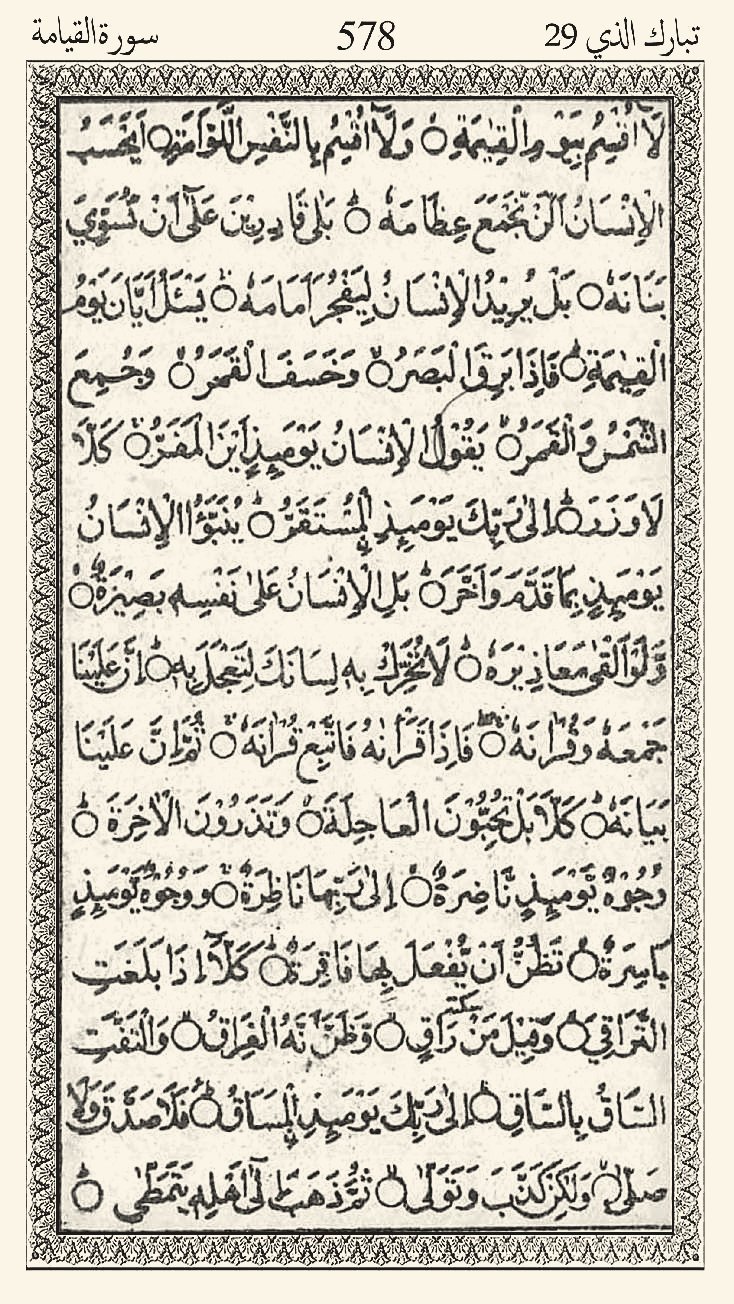 تبارك الذي 29 578 سورة القيامة
لَآ اُقْسِمُ بِيَوْمِ الْقِيٰمَةِ ۝ وَلَآ اُقْسِمُ بِالنَّفْسِ اللَّوَّامَةِ ۝ اَيَحْسَبُ
الْاِنْسَانُ اَلَّنْ نَّجْمَعَ عِظَامَهٗ ۝ بَلٰى قَادِرِيْنَ عَلٰٓى اَنْ نُّسَوِّيَ
بَنَانَهٗ ۝ بَلْ يُرِيْدُ الْاِنْسَانُ لِيَفْجُرَ اَمَامَهٗ ۝ يَسْـَٔلُ اَيَّانَ يَوْمُ
الْقِيٰمَةِ ۝ فَاِذَا بَرِقَ الْبَصَرُ ۝ وَخَسَفَ الْقَمَرُ ۝ وَجُمِعَ
الشَّمْسُ وَالْقَمَرُ ۝ يَقُوْلُ الْاِنْسَانُ يَوْمَىِٕذٍ اَيْنَ الْمَفَرُّ ۝ كَلَّا
لَا وَزَرَ ۝ اِلٰى رَبِّكَ يَوْمَىِٕذِ ࣙالْمُسْتَقَرُّ ۝ يُنَبَّؤُا الْاِنْسَانُ
يَوْمَىِٕذٍۭ بِمَا قَدَّمَ وَاَخَّرَ ۝ بَلِ الْاِنْسَانُ عَلٰى نَفْسِهٖ بَصِيْرَةٌ ۝
وَّلَوْ اَلْقٰى مَعَاذِيْرَهٗ ۝ لَا تُحَرِّكْ بِهٖ لِسَانَكَ لِتَعْجَلَ بِهٖ ۝ اِنَّ عَلَيْنَا
جَمْعَهٗ وَقُرْاٰنَهٗ ۝ فَاِذَا قَرَاْنٰهُ فَاتَّبِعْ قُرْاٰنَهٗ ۝ ثُمَّ اِنَّ عَلَيْنَا
بَيَانَهٗ ۝ كَلَّا بَلْ تُحِبُّوْنَ الْعَاجِلَةَ ۝ وَتَذَرُوْنَ الْاٰخِرَةَ ۝
وُجُوْهٌ يَّوْمَىِٕذٍ نَّاضِرَةٌ ۝ اِلٰى رَبِّهَا نَاظِرَةٌ ۝ وَوُجُوْهٌ يَّوْمَىِٕذٍۭ
بَاسِرَةٌ ۝ تَظُنُّ اَنْ يُّفْعَلَ بِهَا فَاقِرَةٌ ۝ كَلَّآ اِذَا بَلَغَتِ
التَّرَاقِيَ ۝ وَقِيْلَ مَنْ سكتة رَاقٍ ۝ وَّظَنَّ اَنَّهُ الْفِرَاقُ ۝ وَالْتَفَّتِ
السَّاقُ بِالسَّاقِ ۝ اِلٰى رَبِّكَ يَوْمَىِٕذِ ࣙالْمَسَاقُ ۝ فَلَا صَدَّقَ وَلَا
صَلّٰى ۝ وَلٰكِنْ كَذَّبَ وَتَوَلّٰى ۝ ثُمَّ ذَهَبَ اِلٰٓى اَهْلِهٖ يَتَمَطّٰى ۝